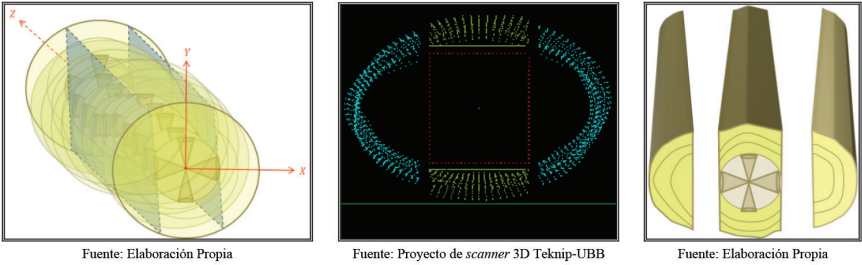 Z
Y
X
Fuente: Elaboración Propia
Fuente: Proyecto de scanner 3D Teknip-UBB
Fuente: Elaboración Propia